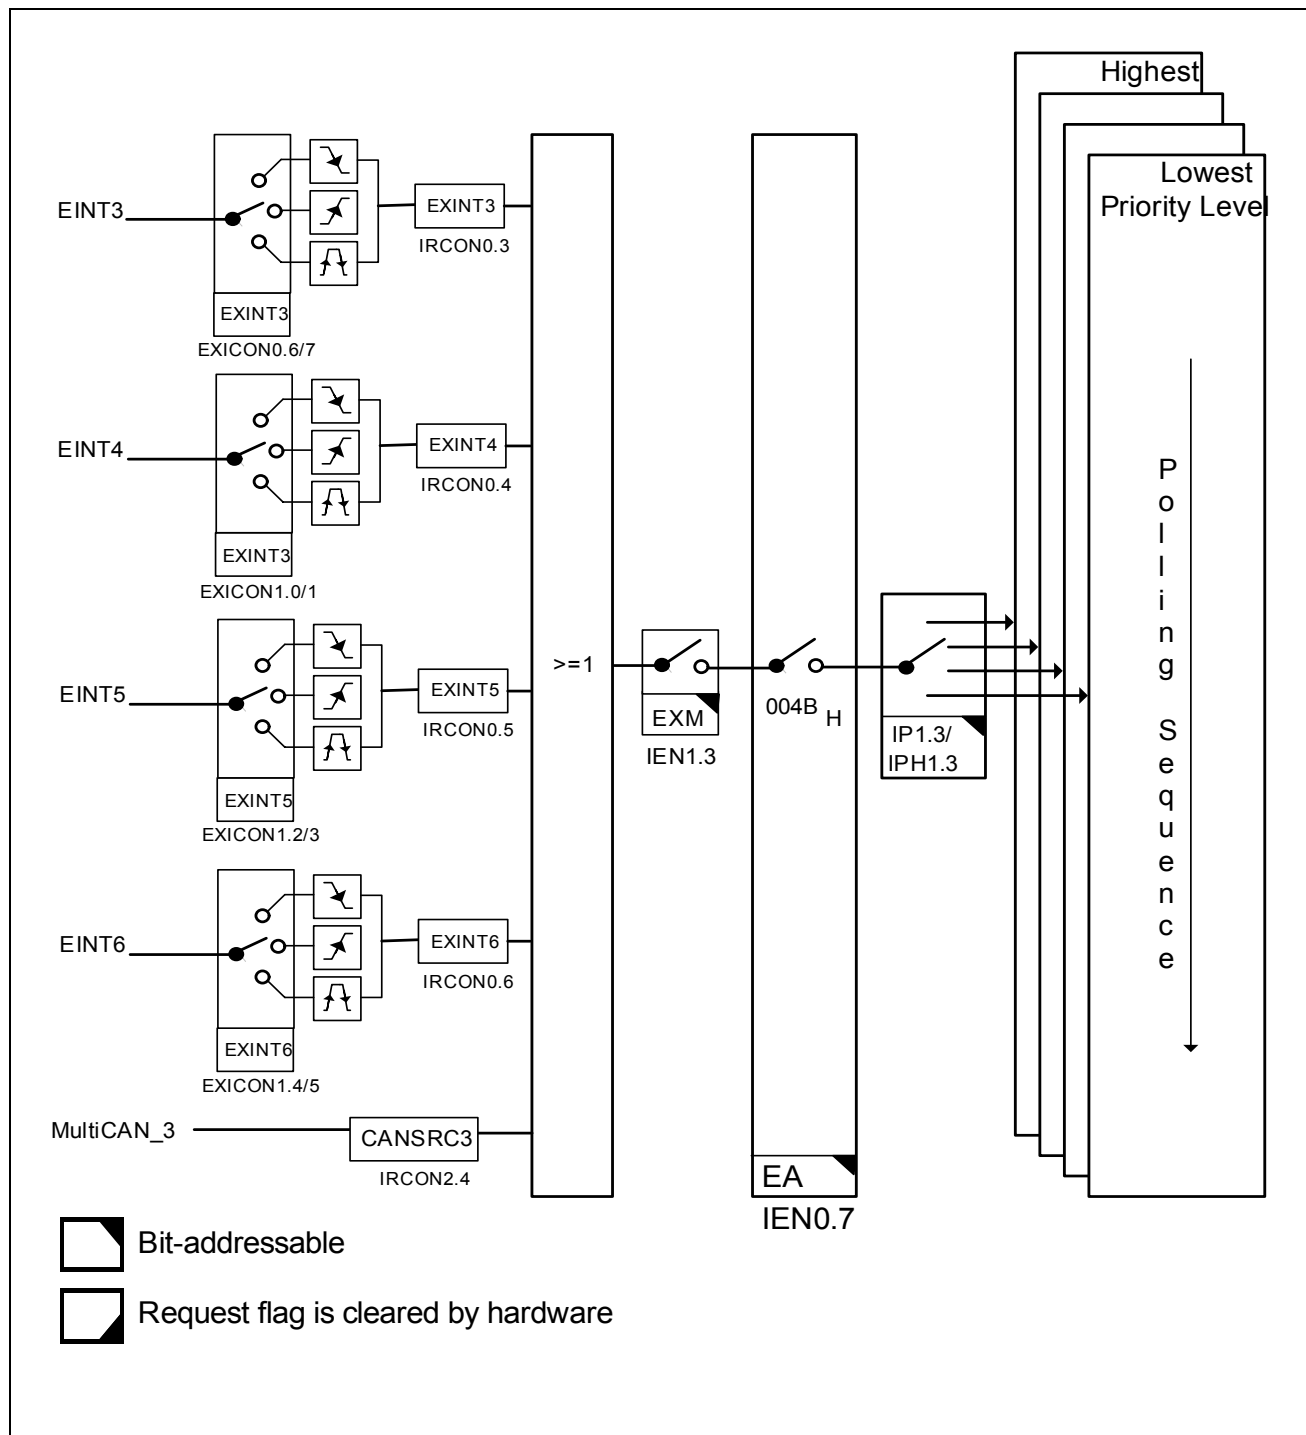 Highest
Lowest
Priority Level
EINT3
EXINT3
IRCON0.3
EXINT3
EXICON0.6/7
EINT4
EXINT4
IRCON0.4
EXINT3
EXICON1.0/1
EINT5
EXINT5
IRCON0.5
EXINT5
EXICON1.2/3
EINT6
EXINT6
IRCON0.6
EXINT6
EXICON1.4/5
MultiCAN_3
CANSRC3
IRCON2.4
>=1
EXM
IEN1.3
004B H
EA
IEN0.7
IP1.3/
IPH1.3
Polling Sequence
Bit-addressable
Request flag is cleared by hardware